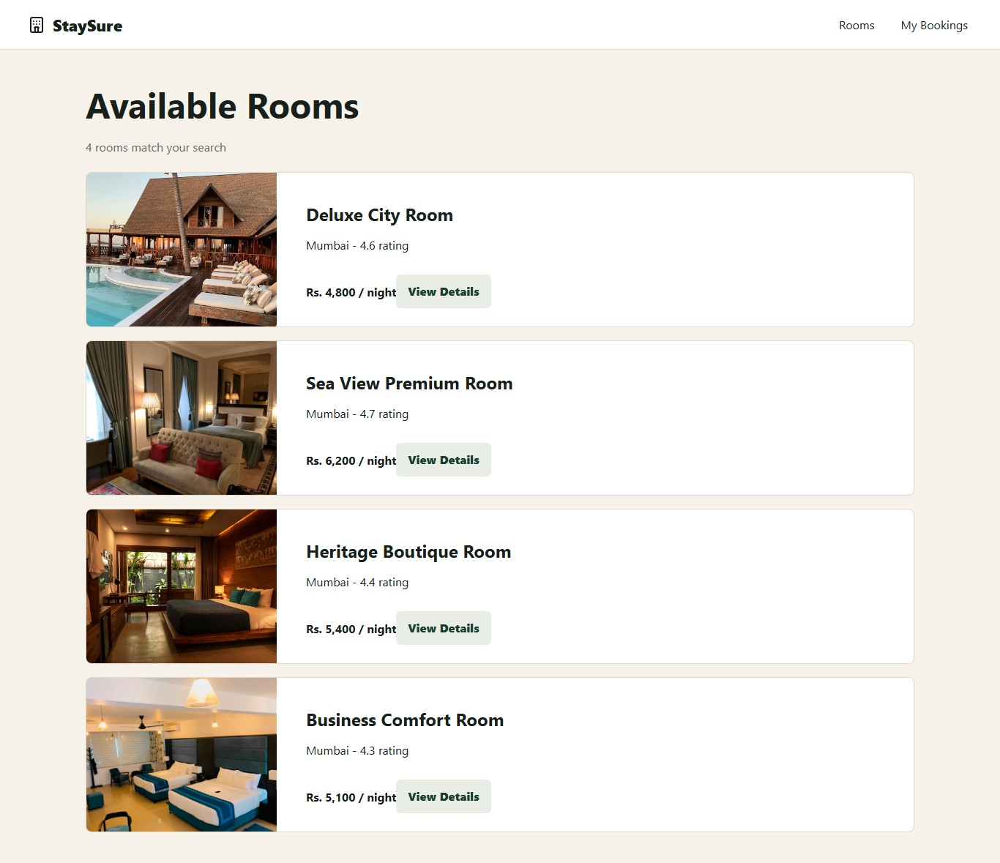 StaySure
Rooms
My Bookings
Available Rooms
4 rooms match your search
Deluxe City Room
Mumbai - 4.6 rating
Rs. 4,800 / night
View Details
Sea View Premium Room
Mumbai - 4.7 rating
Rs. 6,200 / night
View Details
Heritage Boutique Room
Mumbai - 4.4 rating
Rs. 5,400 / night
View Details
Business Comfort Room
Mumbai - 4.3 rating
Rs. 5,100 / night
View Details